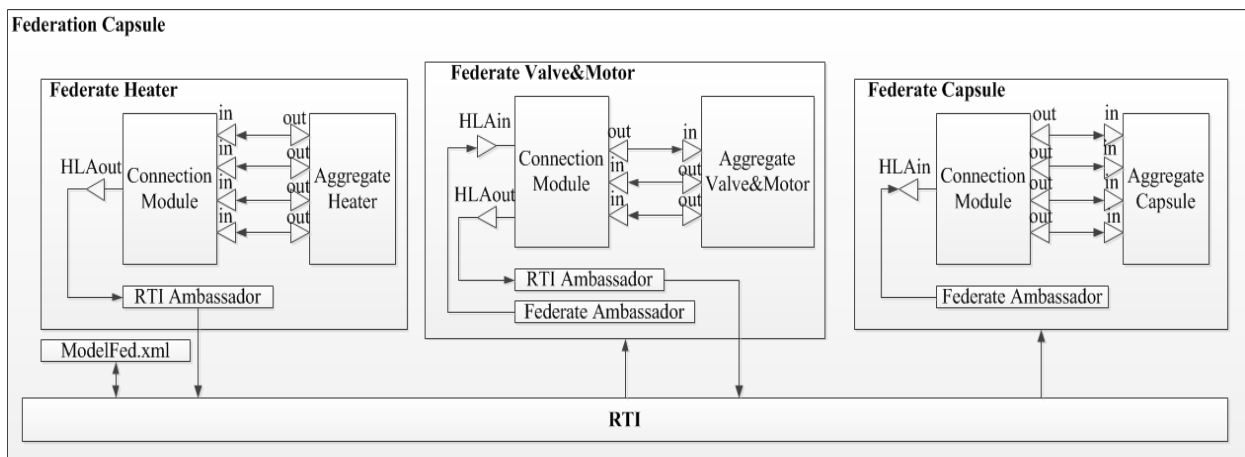 Federation Capsule
Federate Heater
in
out
in
out
in
out
in
out
HLAout
Connection
Module
Aggregate
Heater
RTI Ambassador
ModelFed.xml
Federate Valve&Motor
HLAin
HLAout
Connection
Module
out
in
in
out
in
out
Aggregate
Valve&Motor
RTI Ambassador
Federate Ambassador
Federate Capsule
HLAin
Connection
Module
out
in
out
in
out
in
out
in
Aggregate
Capsule
Federate Ambassador
RTI